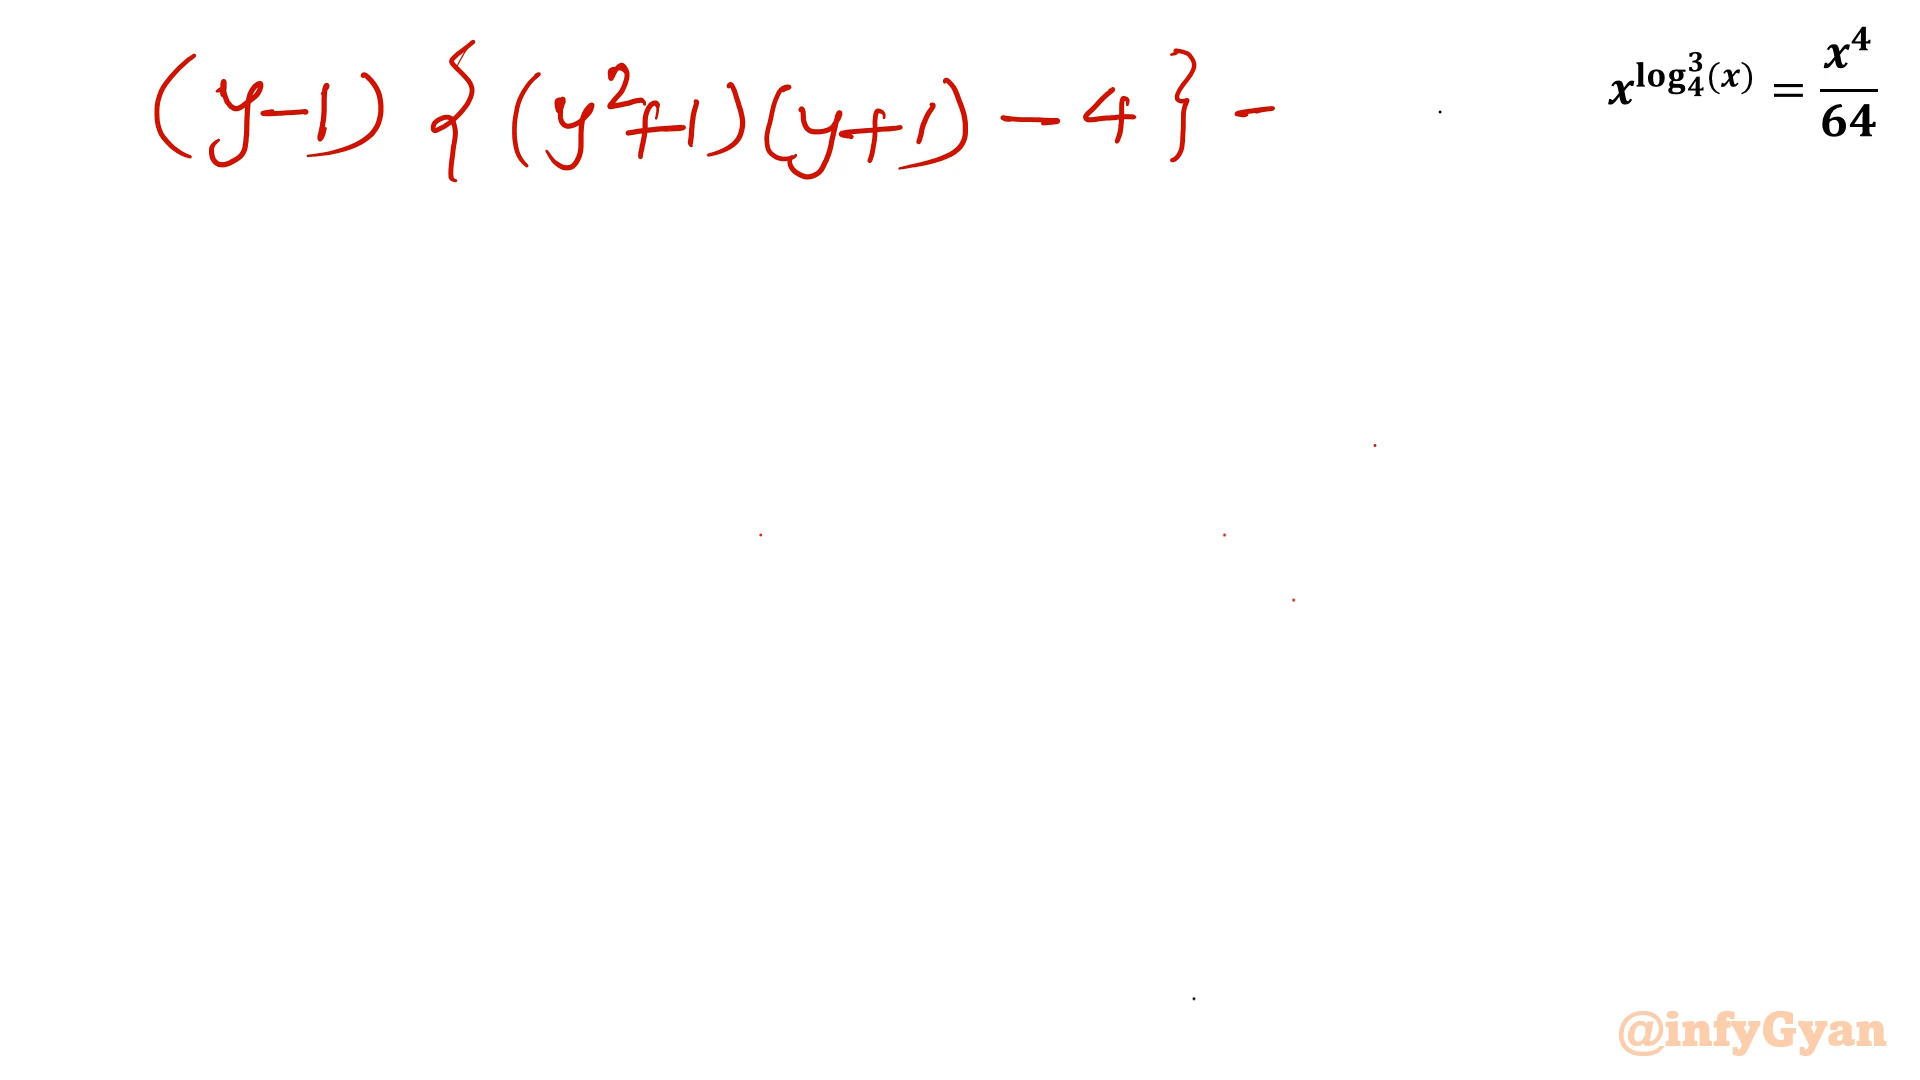 (y-1) {(y²+1)(y+1) - 4} -
x^{log_4^3(x)} = x^4/64
@infyGyan